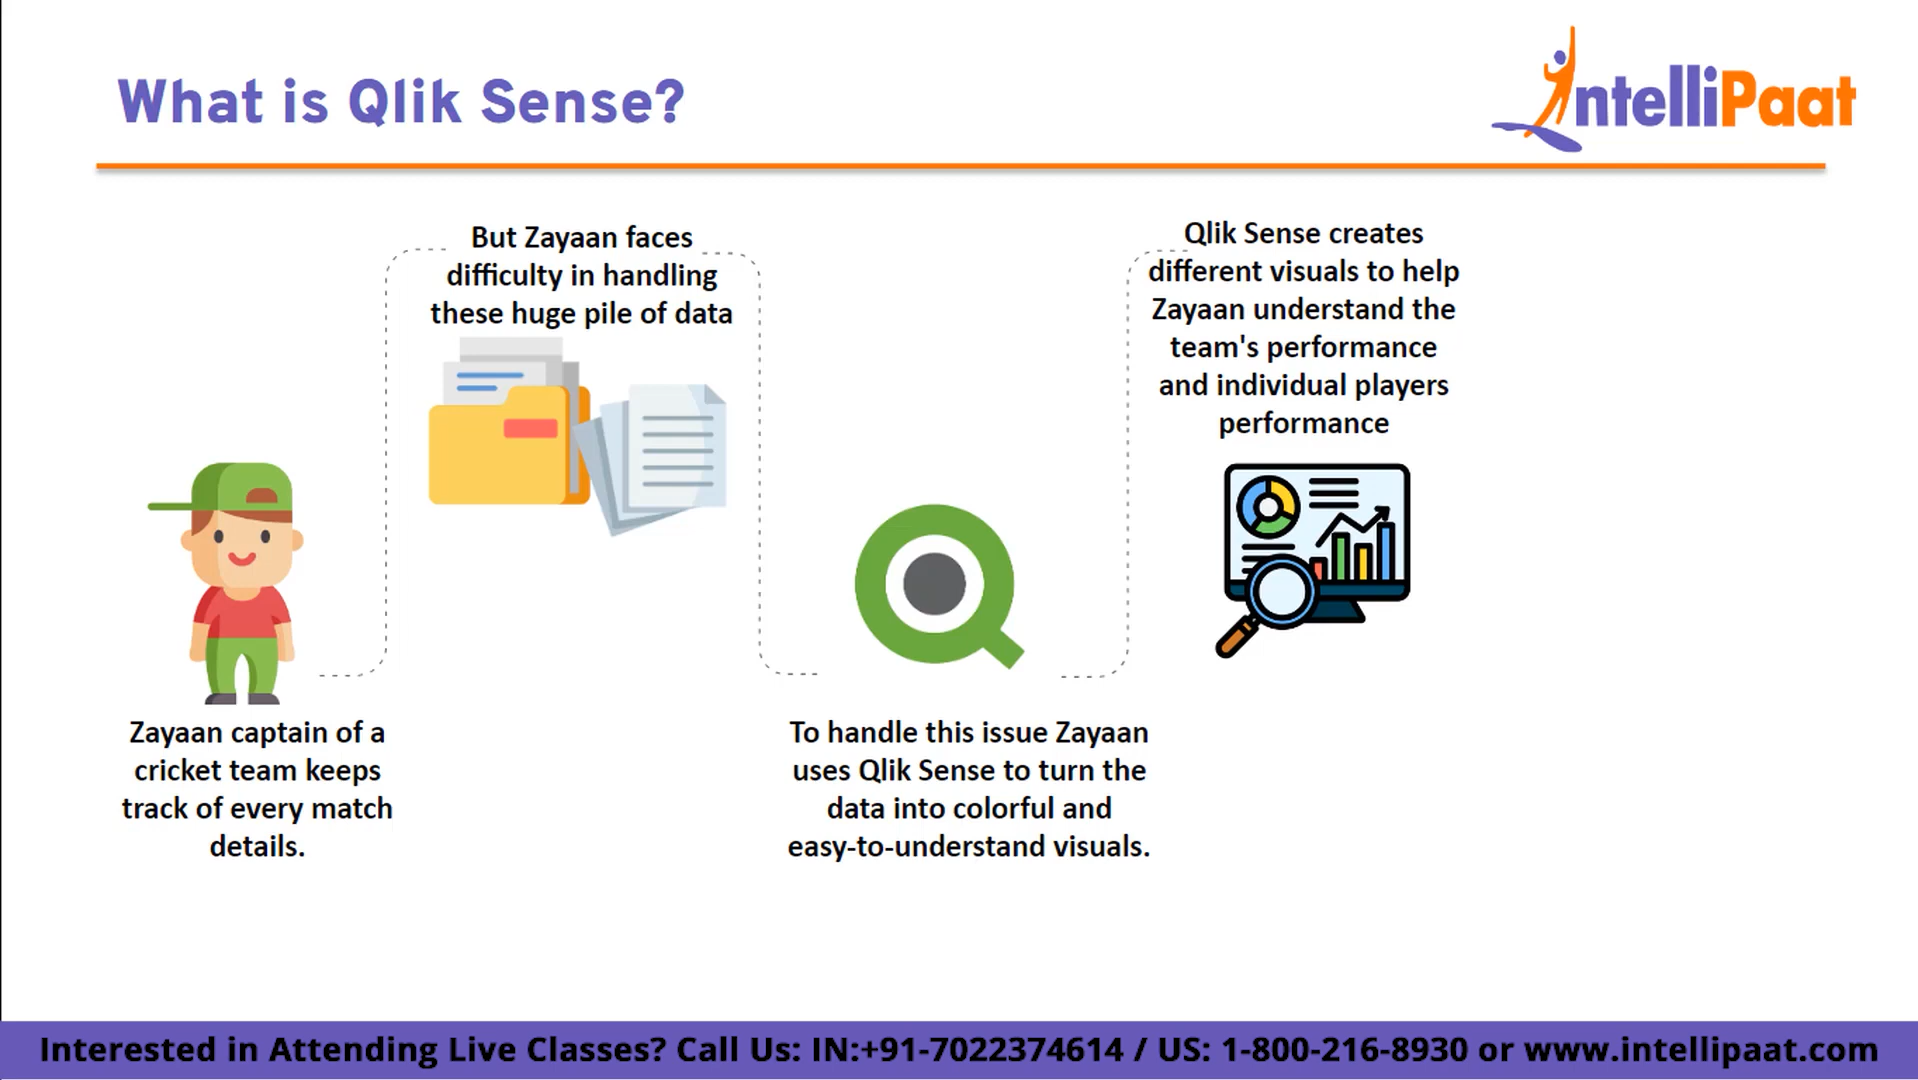 What is Qlik Sense?
IntelliPaat
But Zayaan faces
difficulty in handling
these huge pile of data
Qlik Sense creates
different visuals to help
Zayaan understand the
team's performance
and individual players
performance
Zayaan captain of a
cricket team keeps
track of every match
details.
To handle this issue Zayaan
uses Qlik Sense to turn the
data into colorful and
easy-to-understand visuals.
Interested in Attending Live Classes? Call Us: IN:+91-7022374614 / US: 1-800-216-8930 or www.intellipaat.com